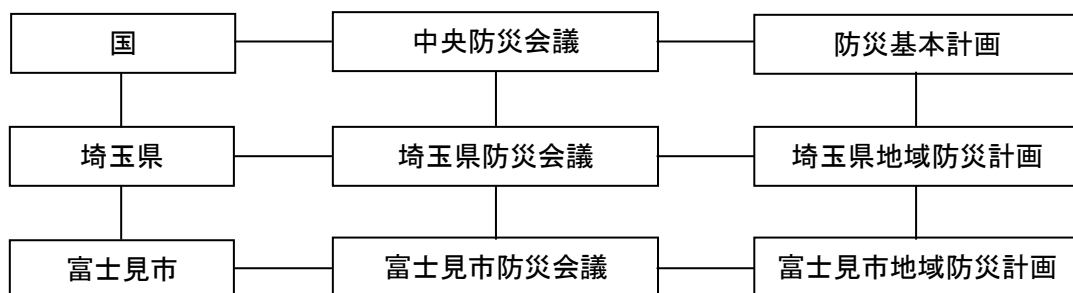 国
中央防災会議
防災基本計画
埼玉県
埼玉県防災会議
埼玉県地域防災計画
富士見市
富士見市防災会議
富士見市地域防災計画